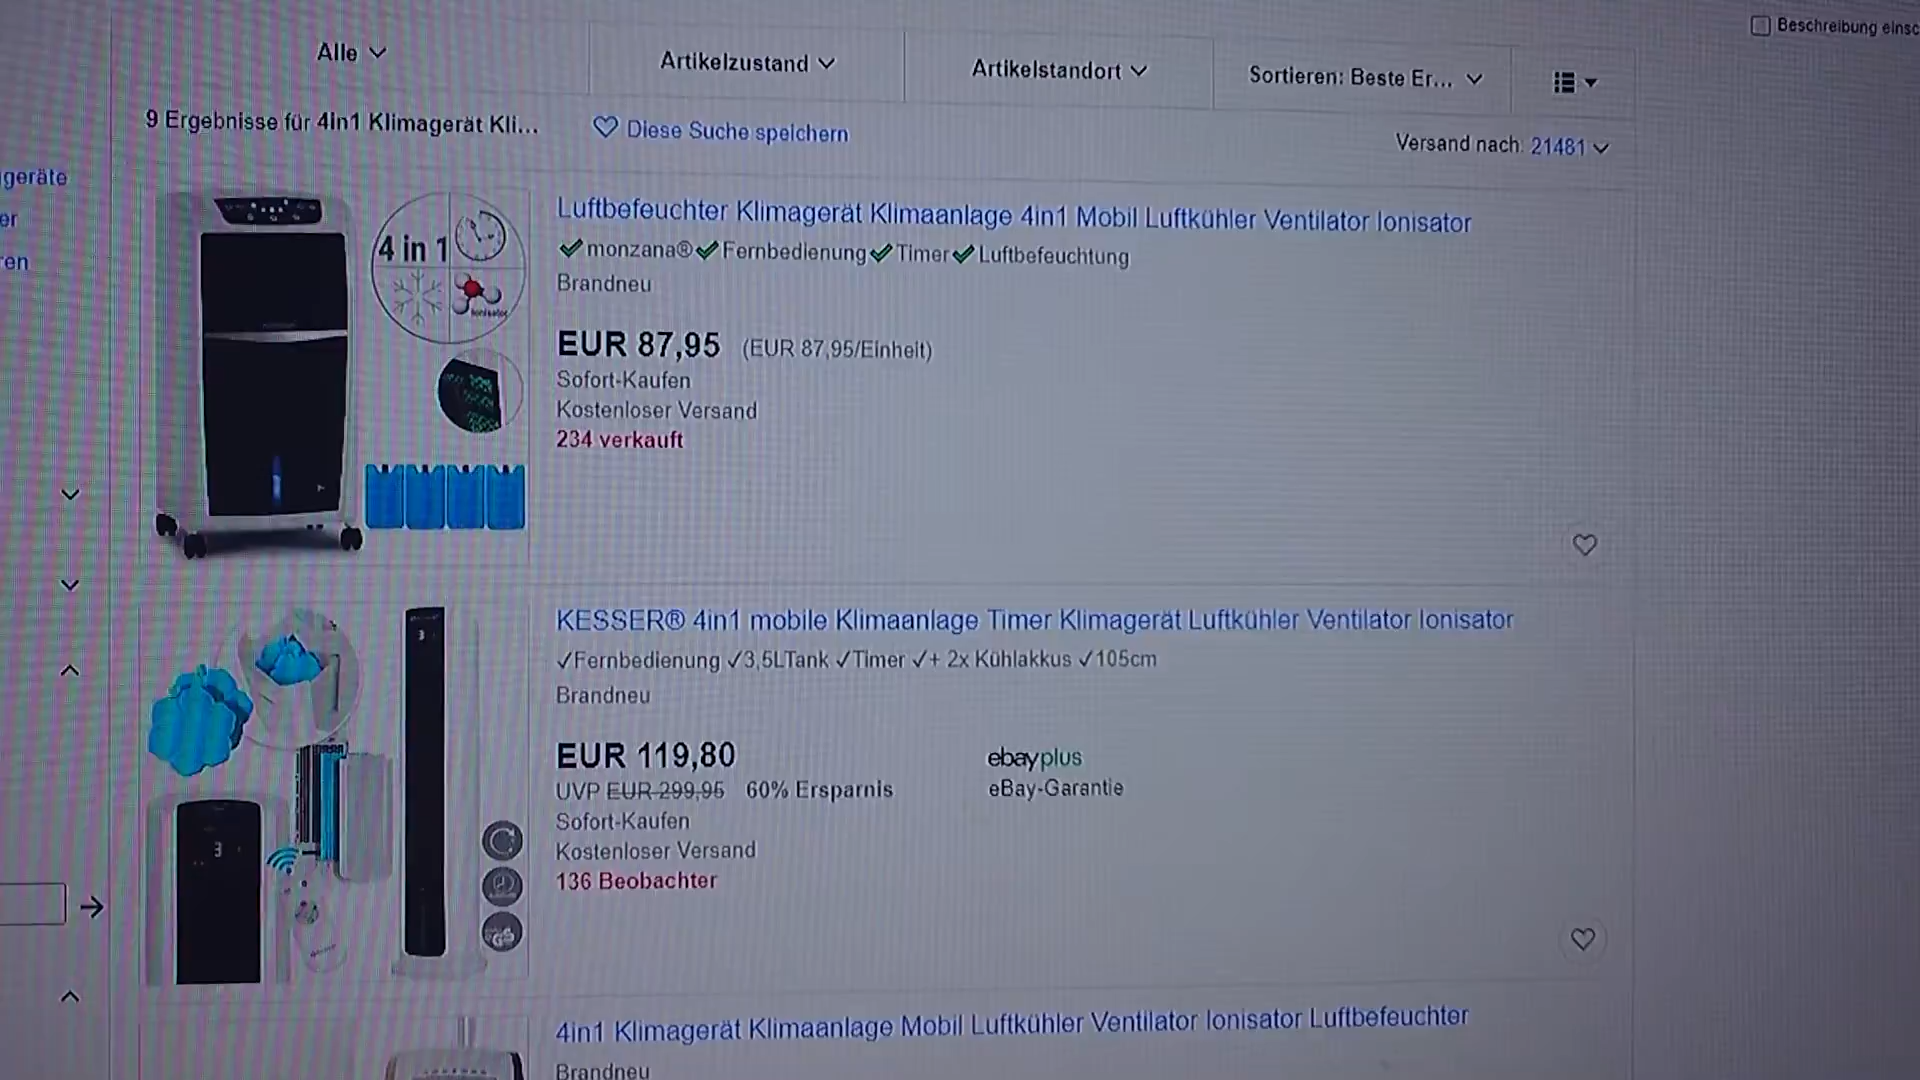 Beschreibung einsc
Alle
Artikelzustand
Artikelstandort
Sortieren: Beste Er...
9 Ergebnisse für 4in1 Klimagerät Kli...
Diese Suche speichern
Versand nach: 21481
geräte
er
ren
4 in 1
Ionisator
Luftbefeuchter Klimagerät Klimaanlage 4in1 Mobil Luftkühler Ventilator Ionisator
monzana® Fernbedienung Timer Luftbefeuchtung
Brandneu
EUR 87,95 (EUR 87,95/Einheit)
Sofort-Kaufen
Kostenloser Versand
234 verkauft
3
3
GS
KESSER® 4in1 mobile Klimaanlage Timer Klimagerät Luftkühler Ventilator Ionisator
✓Fernbedienung ✓3,5LTank ✓Timer ✓+ 2x Kühlakkus ✓105cm
Brandneu
EUR 119,80
ebayplus
UVP EUR 299,95 60% Ersparnis
eBay-Garantie
Sofort-Kaufen
Kostenloser Versand
136 Beobachter
4in1 Klimagerät Klimaanlage Mobil Luftkühler Ventilator Ionisator Luftbefeuchter
Brandneu